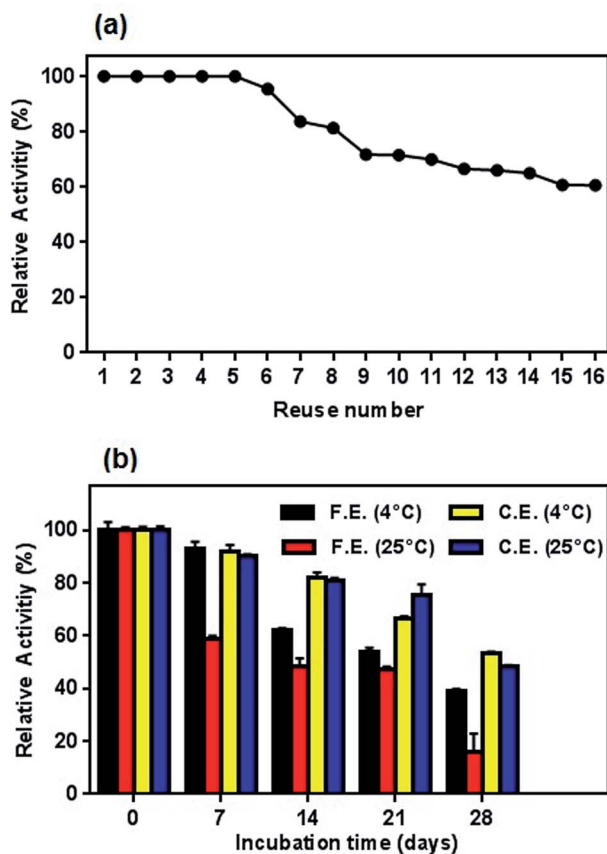 (a)
Relative Activitiy (%)
100
80
60
40
20
0
1 2 3 4 5 6 7 8 9 10 11 12 13 14 15 16
Reuse number
(b)
Relative Activitiy (%)
100
80
60
40
20
0
F.E. (4°C) C.E. (4°C)
F.E. (25°C) C.E. (25°C)
0 7 14 21 28
Incubation time (days)